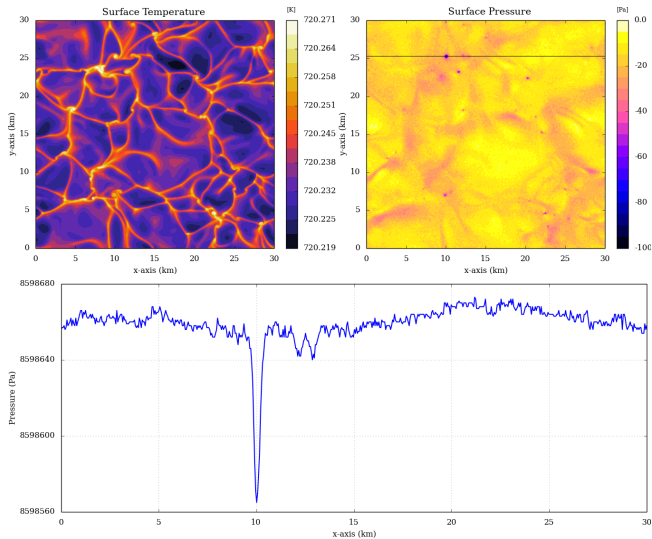 Surface Temperature
[K]
30
25
20
15
10
5
0
y-axis (km)
0 5 10 15 20 25 30
x-axis (km)
720.271
720.264
720.258
720.251
720.245
720.238
720.232
720.225
720.219
Surface Pressure
[Pa]
30
25
20
15
10
5
0
y-axis (km)
0 5 10 15 20 25 30
x-axis (km)
0.0
-20
-40
-60
-80
-100
8598680
8598640
8598600
8598560
Pressure (Pa)
0 5 10 15 20 25 30
x-axis (km)